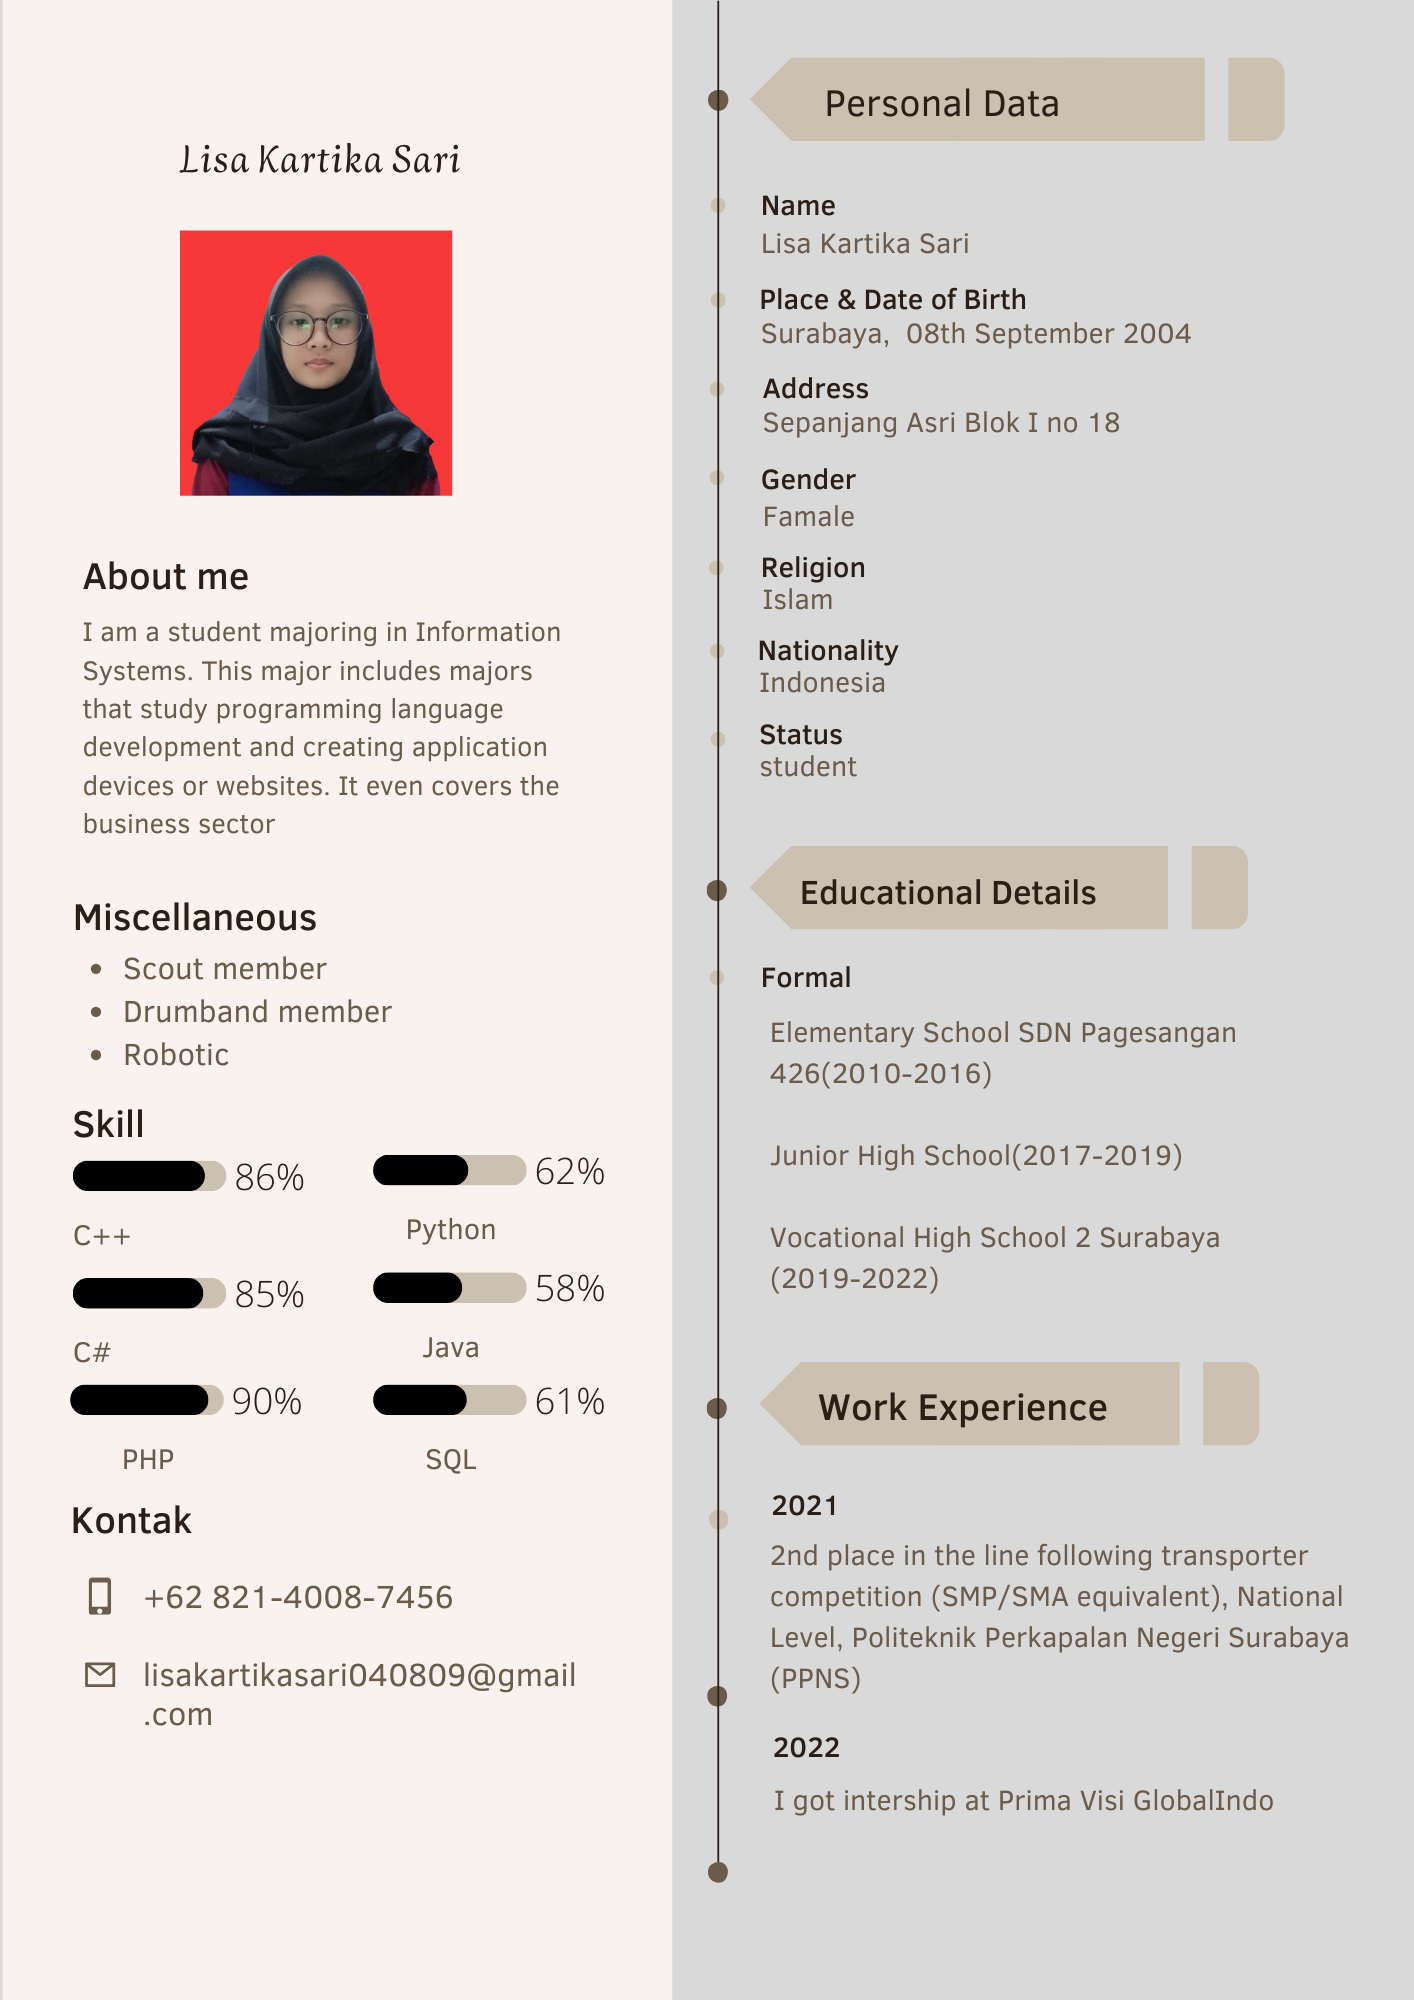 Lisa Kartika Sari
About me
I am a student majoring in Information
Systems. This major includes majors
that study programming language
development and creating application
devices or websites. It even covers the
business sector
Miscellaneous
• Scout member
• Drumband member
• Robotic
Skill
86%
62%
C++
Python
85%
58%
C#
Java
90%
61%
PHP
SQL
Kontak
+62 821-4008-7456
lisakartikasari040809@gmail
.com
Personal Data
Name
Lisa Kartika Sari
Place & Date of Birth
Surabaya,  08th September 2004
Address
Sepanjang Asri Blok I no 18
Gender
Famale
Religion
Islam
Nationality
Indonesia
Status
student
Educational Details
Formal
Elementary School SDN Pagesangan
426(2010-2016)
Junior High School(2017-2019)
Vocational High School 2 Surabaya
(2019-2022)
Work Experience
2021
2nd place in the line following transporter
competition (SMP/SMA equivalent), National
Level, Politeknik Perkapalan Negeri Surabaya
(PPNS)
2022
I got intership at Prima Visi GlobalIndo